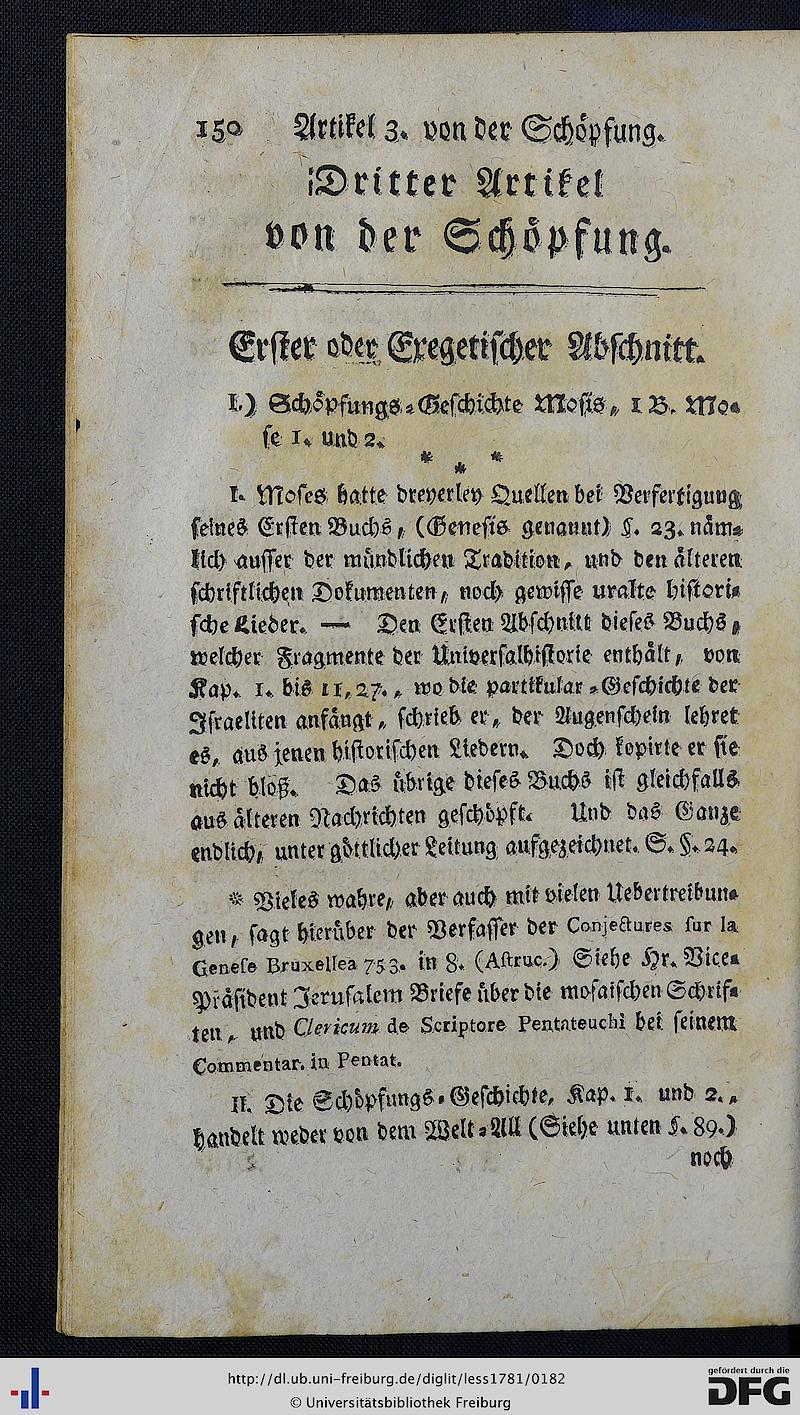 150 Artikel 3. von der Schöpfung.
Dritter Artikel
von der Schöpfung.
Erster oder Exegetischer Abschnitt.
I.) Schöpfungs-Geschichte Mosis, 1 B. Mo-
se 1. und 2.
* * *
I. Moses hatte dreyerley Quellen bei Verfertigung
seines Ersten Buchs, (Genesis genannt) §. 23. näm-
lich ausser der mündlichen Tradition, und den älteren
schriftlichen Dokumenten, noch gewisse uralte histori-
sche Lieder. — Den Ersten Abschnitt dieses Buchs,
welcher Fragmente der Universalhistorie enthält, von
Kap. 1. bis 11, 27., wo die partikular-Geschichte der
Israeliten anfängt, schrieb er, der Augenschein lehret
es, aus jenen historischen Liedern. Doch kopirte er sie
nicht bloß. Das übrige dieses Buchs ist gleichfalls
aus älteren Nachrichten geschöpft. Und das Ganze
endlich, unter göttlicher Leitung aufgezeichnet. S. §. 24.
* Vieles wahre, aber auch mit vielen Uebertreibun-
gen, sagt hierüber der Verfasser der Conjectures sur la
Genese Bruxellea 753. in 8. (Astruc.) Siehe Hr. Vice-
Präsident Jerusalem Briefe über die mosaischen Schrif-
ten, und Clericum de Scriptore Pentateuchi bei seinem
Commentar. in Pentat.
II. Die Schöpfungs-Geschichte, Kap. 1. und 2.,
handelt weder von dem Welt-All (Siehe unten §. 89.)
noch
http://dl.ub.uni-freiburg.de/diglit/less1781/0182
© Universitätsbibliothek Freiburg
gefördert durch die
DFG